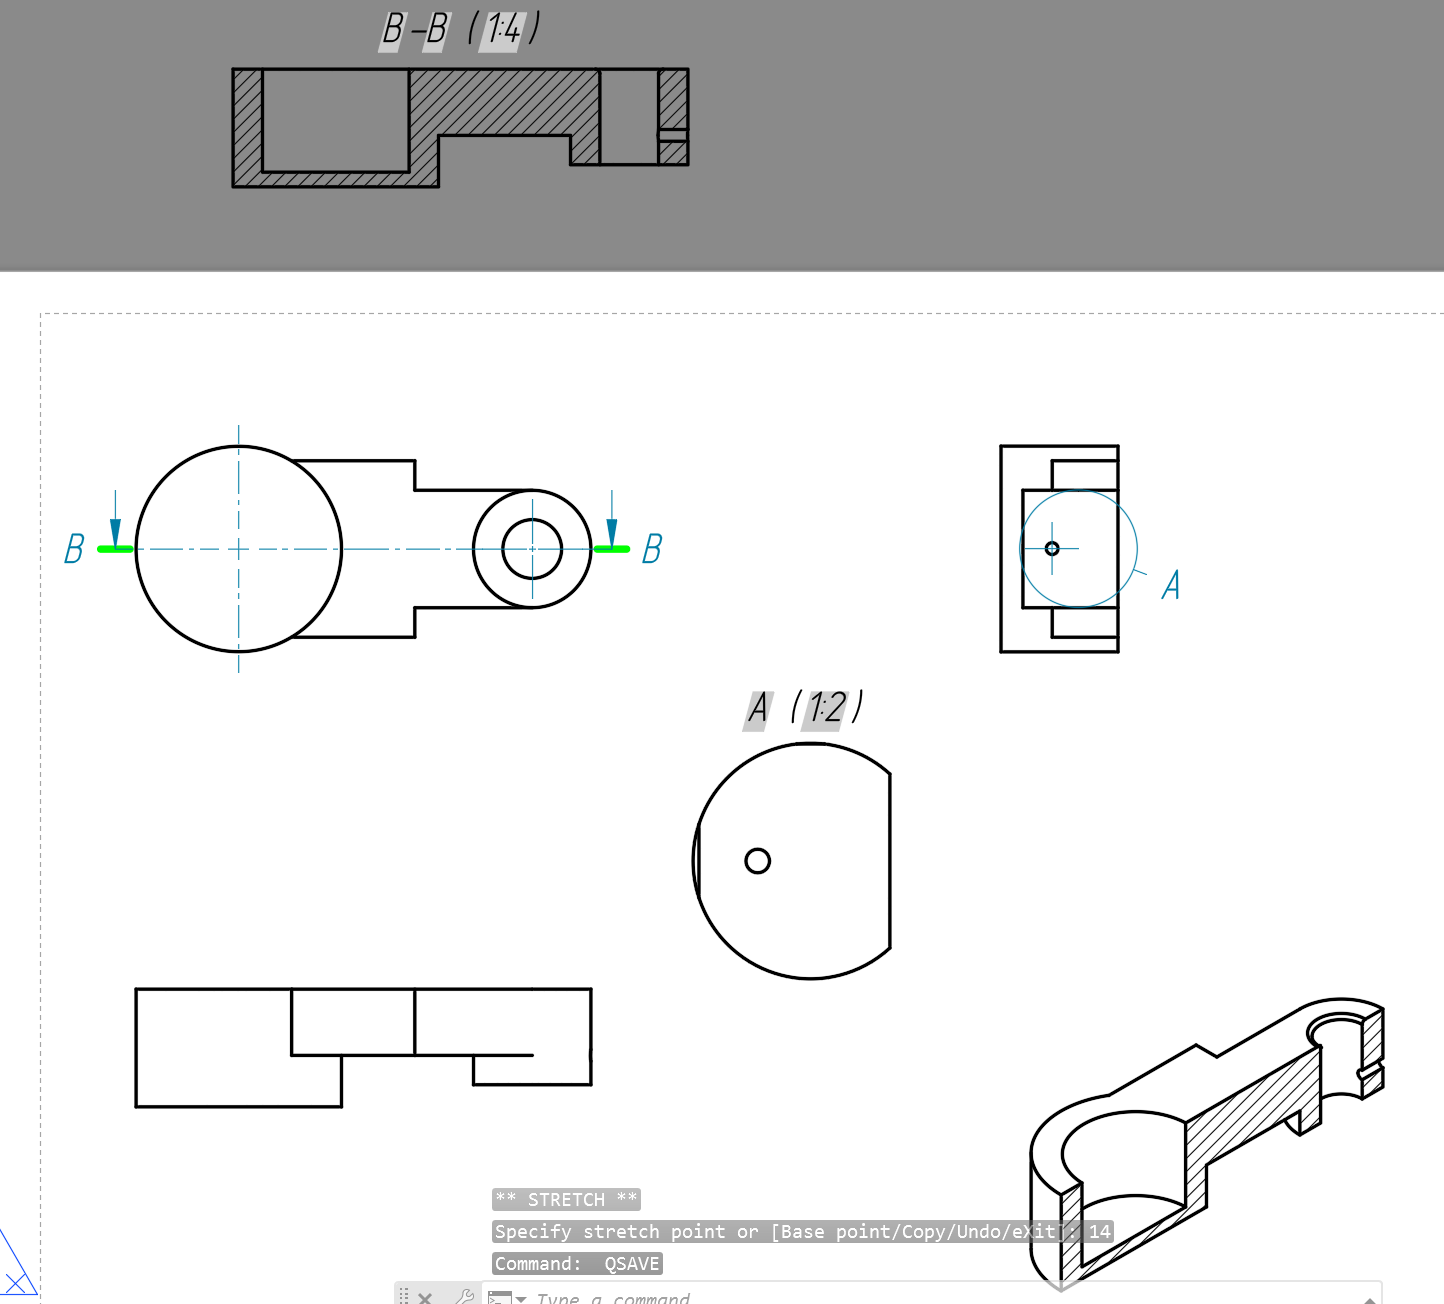 B-B (1:4)
B B
A
A (1:2)
** STRETCH **
Specify stretch point or [Base point/Copy/Undo/eXit]: 14
Command: QSAVE
Type a command